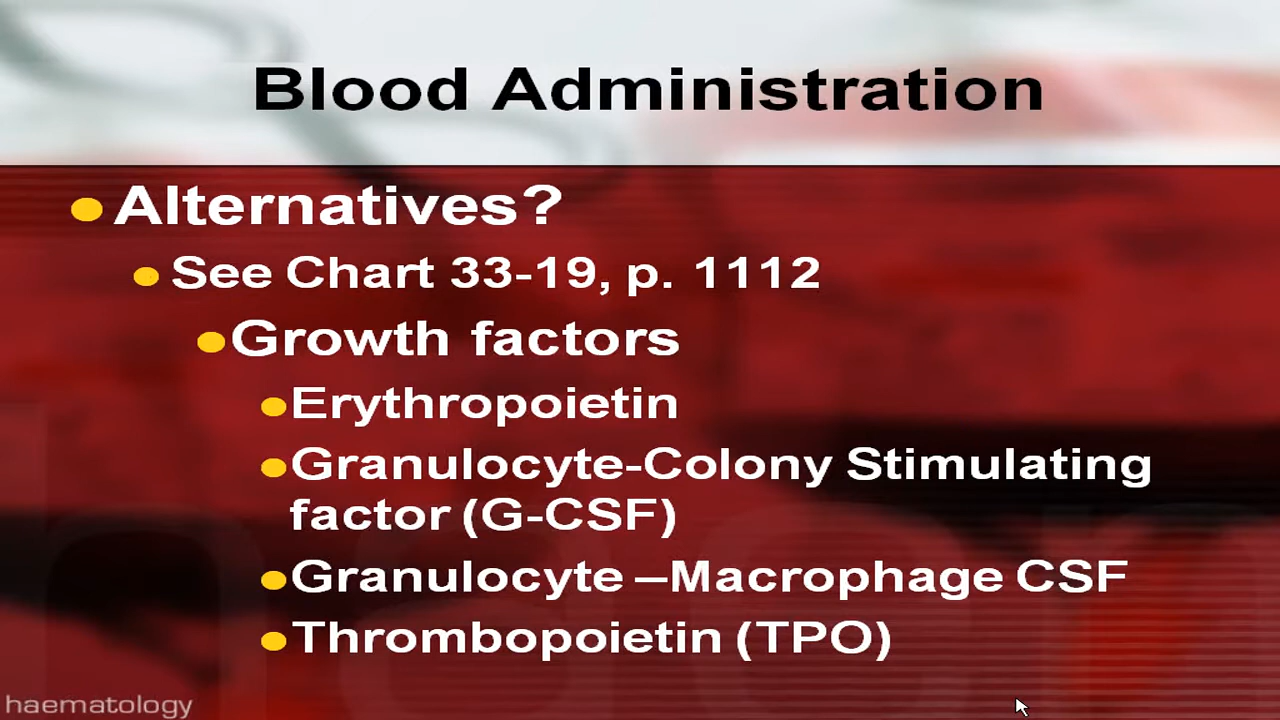 Blood Administration
Alternatives?
See Chart 33-19, p. 1112
Growth factors
Erythropoietin
Granulocyte-Colony Stimulating
factor (G-CSF)
Granulocyte –Macrophage CSF
Thrombopoietin (TPO)
haematology